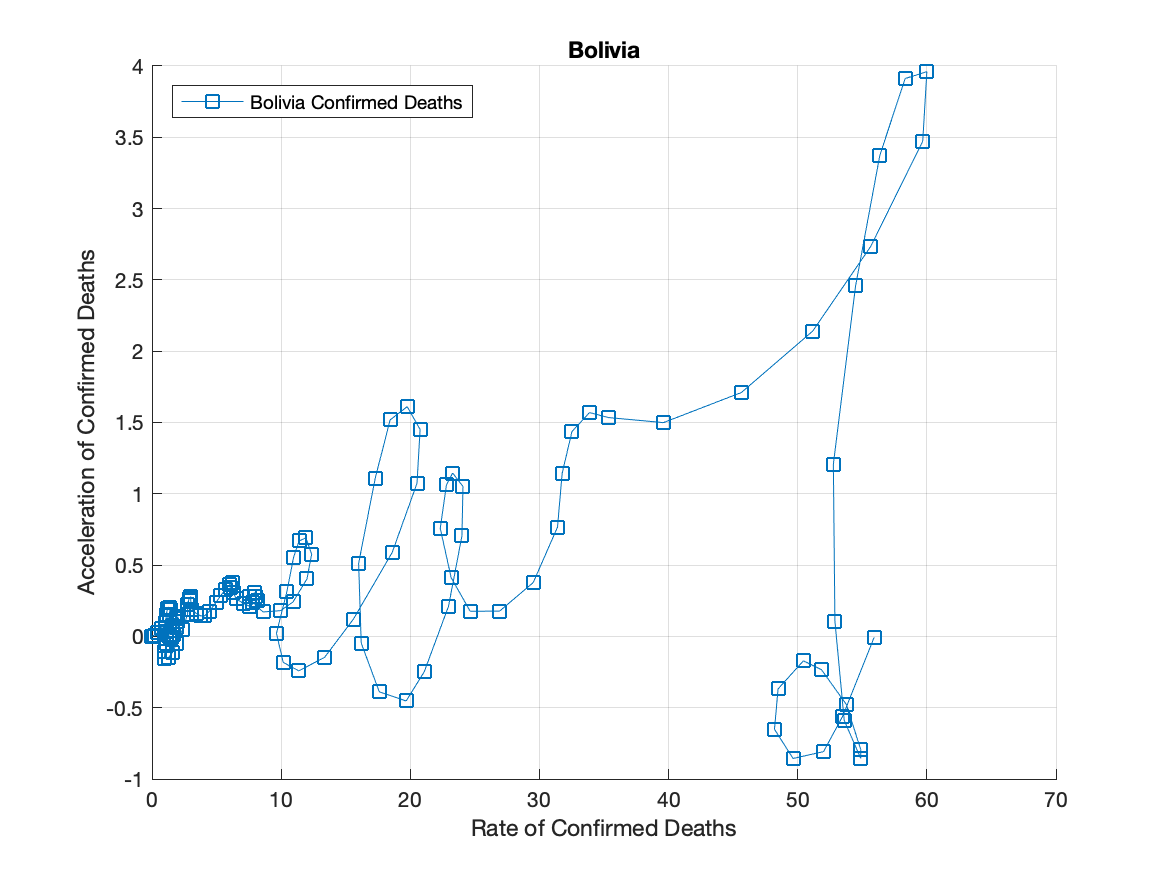 Bolivia
Bolivia Confirmed Deaths
4
3.5
3
2.5
2
1.5
1
0.5
0
-0.5
-1
Acceleration of Confirmed Deaths
0 10 20 30 40 50 60 70
Rate of Confirmed Deaths